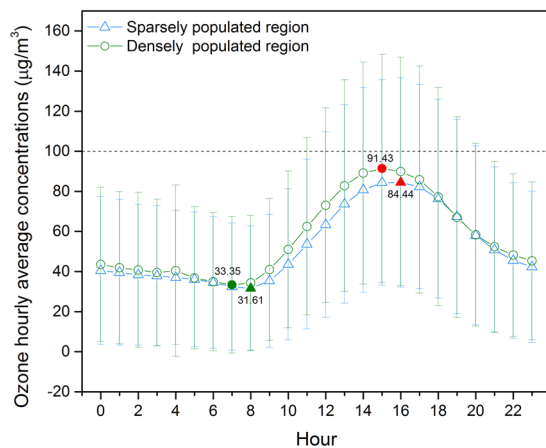 Sparsely populated region
Densely populated region
Ozone hourly average concentrations (μg/m³)
160
140
120
100
80
60
40
20
0
-20
91.43
84.44
33.35
31.61
0 2 4 6 8 10 12 14 16 18 20 22
Hour